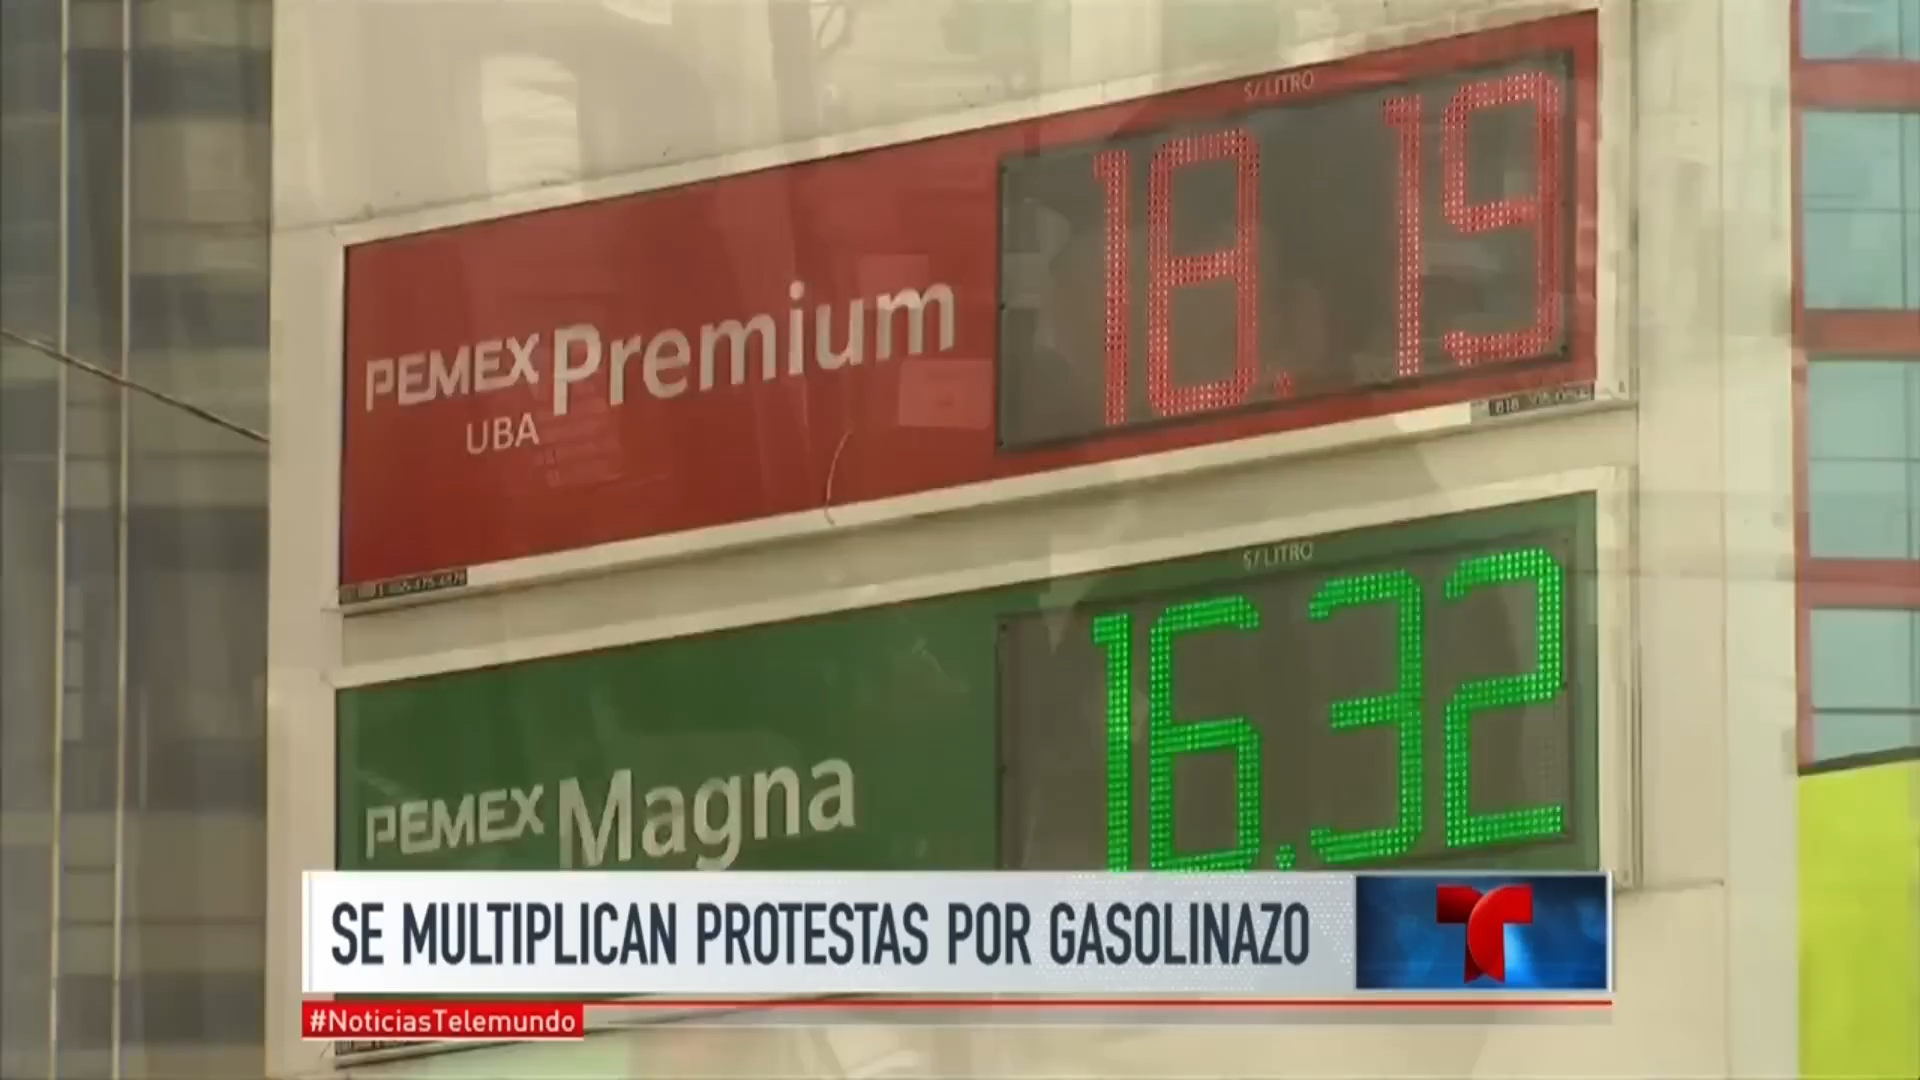 $/LITRO
PEMEX Premium 18.19
UBA
$/LITRO
PEMEX Magna 16.32
SE MULTIPLICAN PROTESTAS POR GASOLINAZO
#NoticiasTelemundo